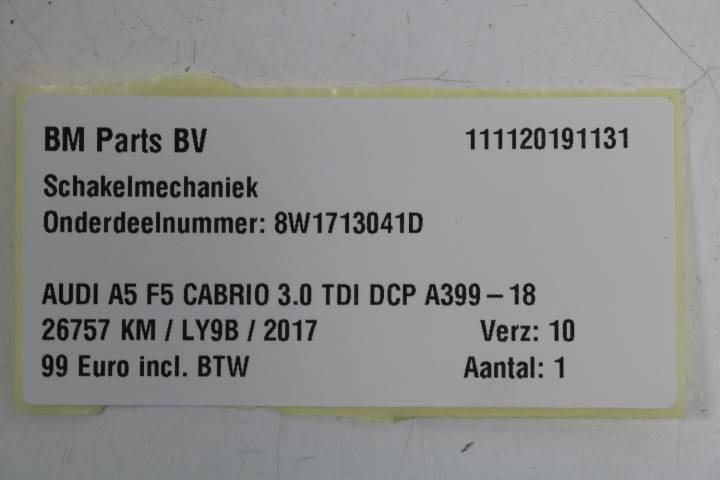 BM Parts BV 111120191131
Schakelmechaniek
Onderdeelnummer: 8W1713041D
AUDI A5 F5 CABRIO 3.0 TDI DCP A399 – 18
26757 KM / LY9B / 2017 Verz: 10
99 Euro incl. BTW Aantal: 1